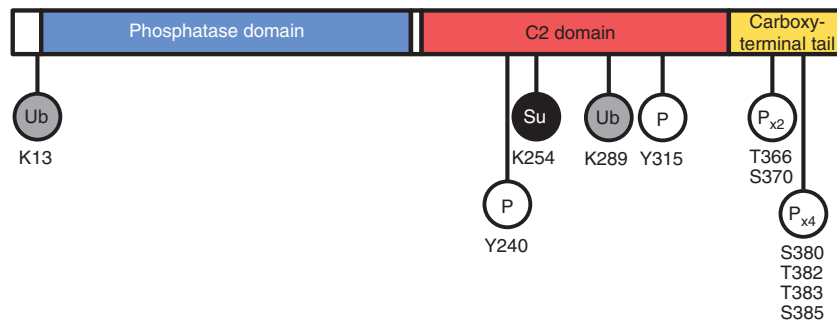 Phosphatase domain
C2 domain
Carboxy-
terminal tail
Ub
K13
P
Y240
Su
K254
Ub
K289
P
Y315
Px2
T366
S370
Px4
S380
T382
T383
S385